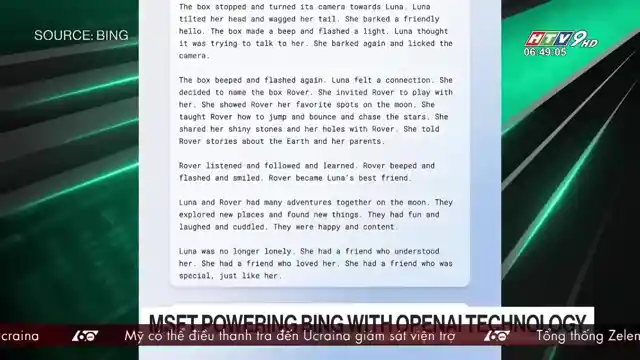 SOURCE: BING
HTV9HD
06:49:05
The box stopped and turned its camera towards Luna. Luna
tilted her head and wagged her tail. She barked a friendly
hello. The box made a beep and flashed a light. Luna thought
it was trying to talk to her. She barked again and licked the
camera.
The box beeped and flashed again. Luna felt a connection. She
decided to name the box Rover. She invited Rover to play with
her. She showed Rover her favorite spots on the moon. She
taught Rover how to jump and bounce and chase the stars. She
shared her shiny stones and her holes with Rover. She told
Rover stories about the Earth and her parents.
Rover listened and followed and learned. Rover beeped and
flashed and smiled. Rover became Luna's best friend.
Luna and Rover had many adventures together on the moon. They
explored new places and found new things. They had fun and
laughed and cuddled. They were happy and content.
Luna was no longer lonely. She had a friend who understood
her. She had a friend who loved her. She had a friend who was
special, just like her.
MSFT POWERING BING WITH OPENAI TECHNOLOGY
craina 60 Mỹ có thể điều thanh tra đến Ucraina giám sát viện trợ 60 Tổng thống Zelen